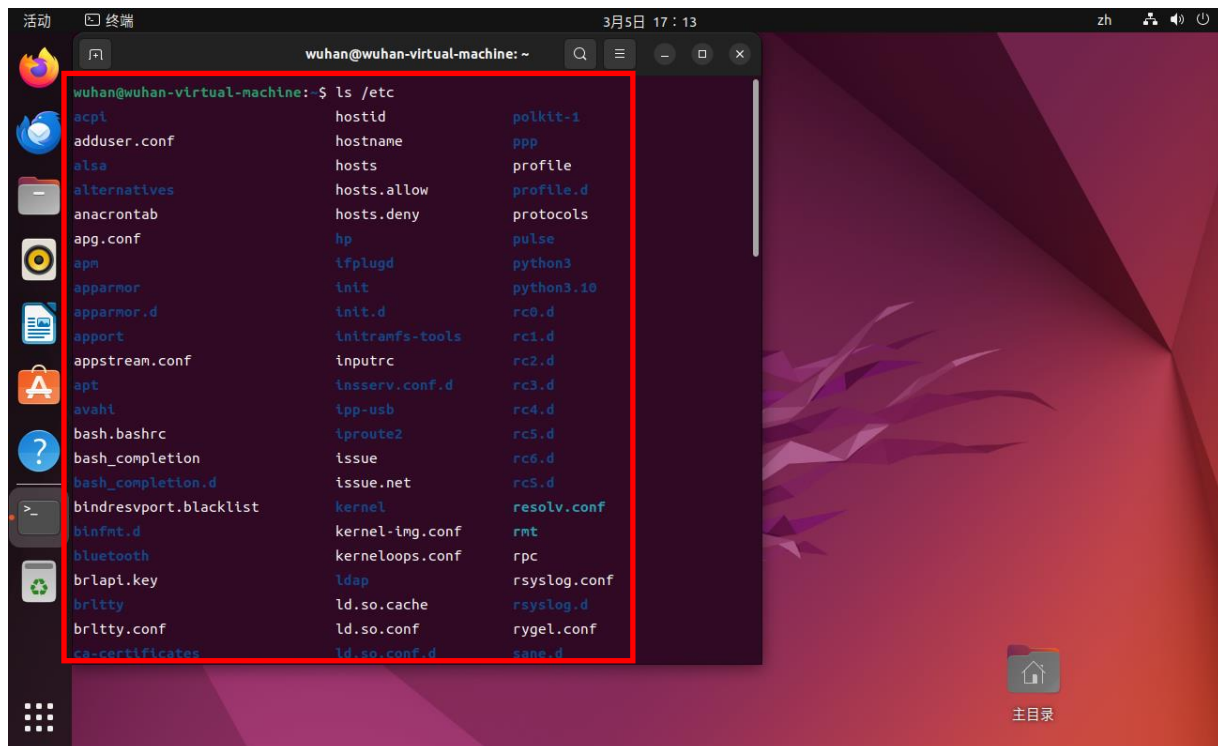 活动 终端 3月5日 17：13 zh
wuhan@wuhan-virtual-machine: ~
wuhan@wuhan-virtual-machine:~$ ls /etc
acpi hostid polkit-1
adduser.conf hostname ppp
alsa hosts profile
alternatives hosts.allow profile.d
anacrontab hosts.deny protocols
apg.conf hp pulse
apm ifplugd python3
apparmor init python3.10
apparmor.d init.d rc0.d
apport initramfs-tools rc1.d
appstream.conf inputrc rc2.d
apt insserv.conf.d rc3.d
avahi ipp-usb rc4.d
bash.bashrc iproute2 rc5.d
bash_completion issue rc6.d
bash_completion.d issue.net rcS.d
bindresvport.blacklist kernel resolv.conf
binfmt.d kernel-img.conf rmt
bluetooth kerneloops.conf rpc
brlapi.key ldap rsyslog.conf
brltty ld.so.cache rsyslog.d
brltty.conf ld.so.conf rygel.conf
ca-certificates ld.so.conf.d sane.d
主目录